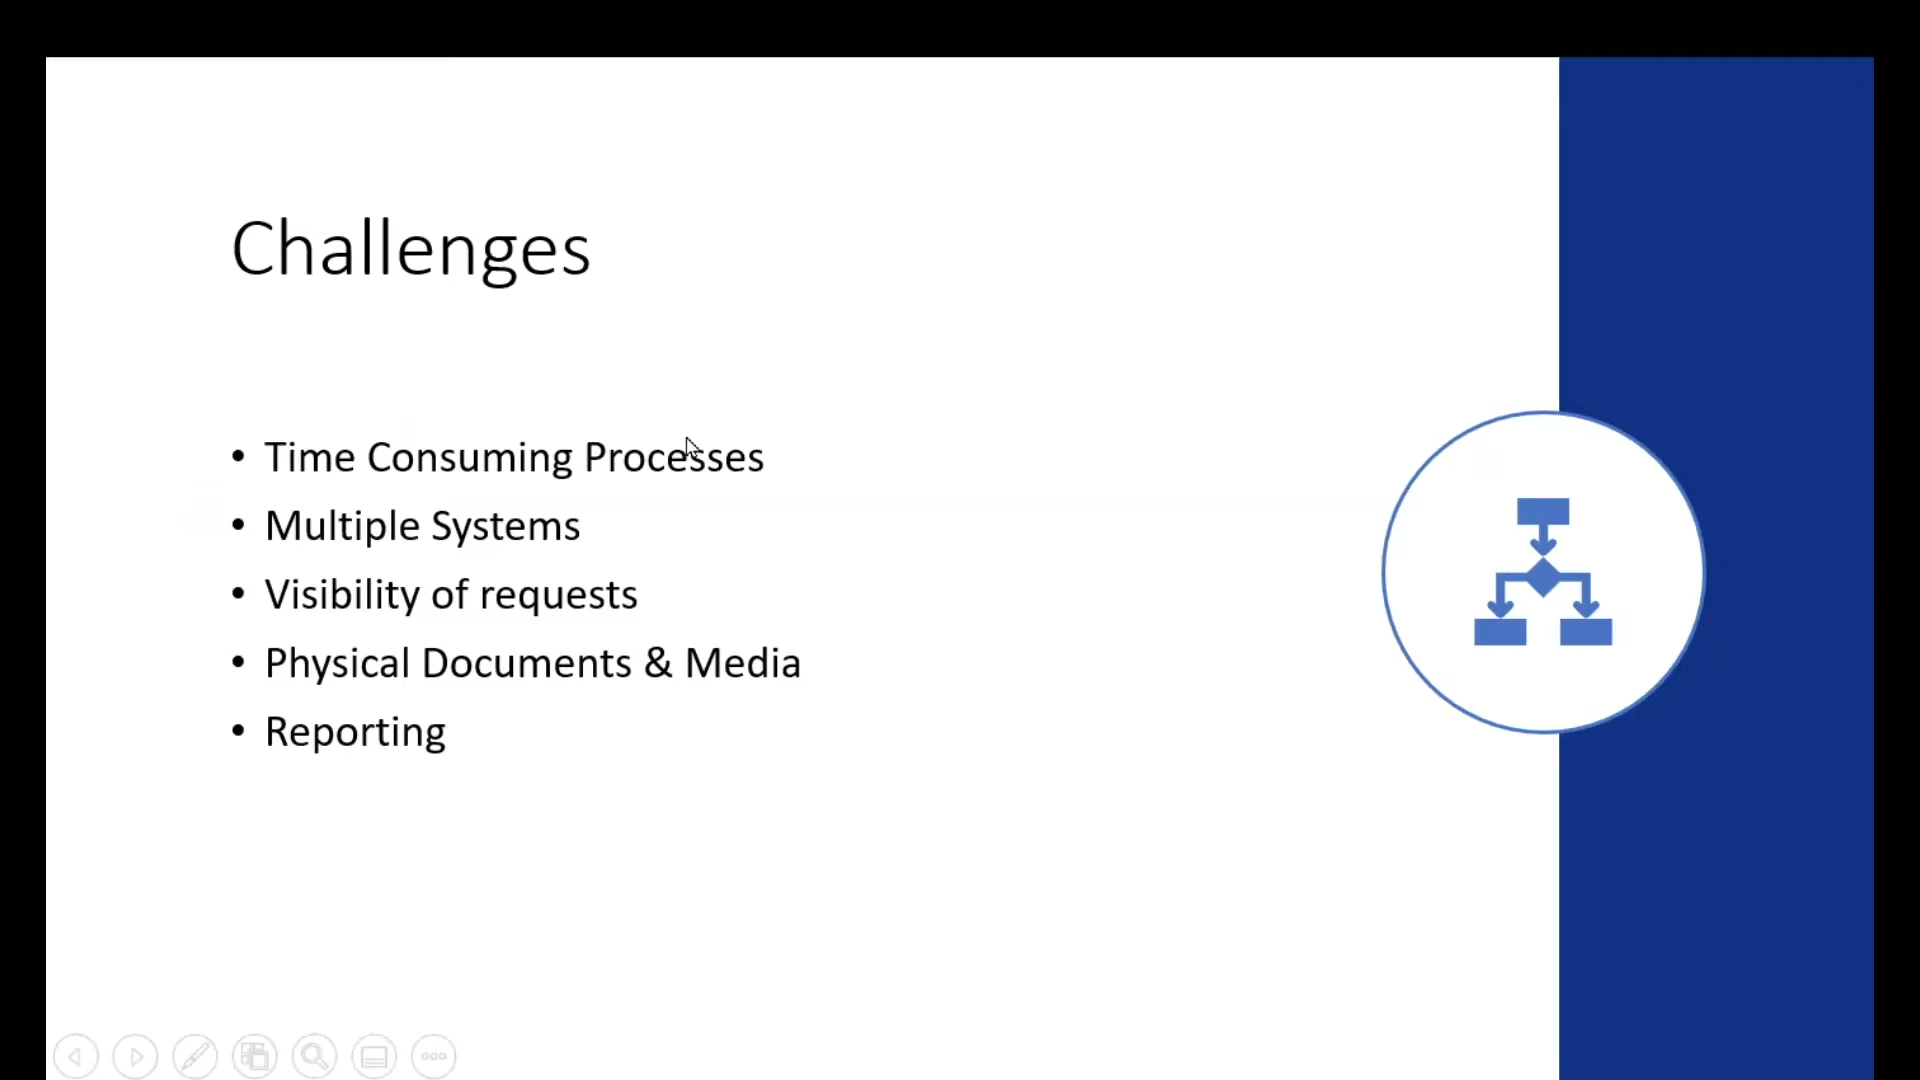 Challenges
• Time Consuming Processes
• Multiple Systems
• Visibility of requests
• Physical Documents & Media
• Reporting